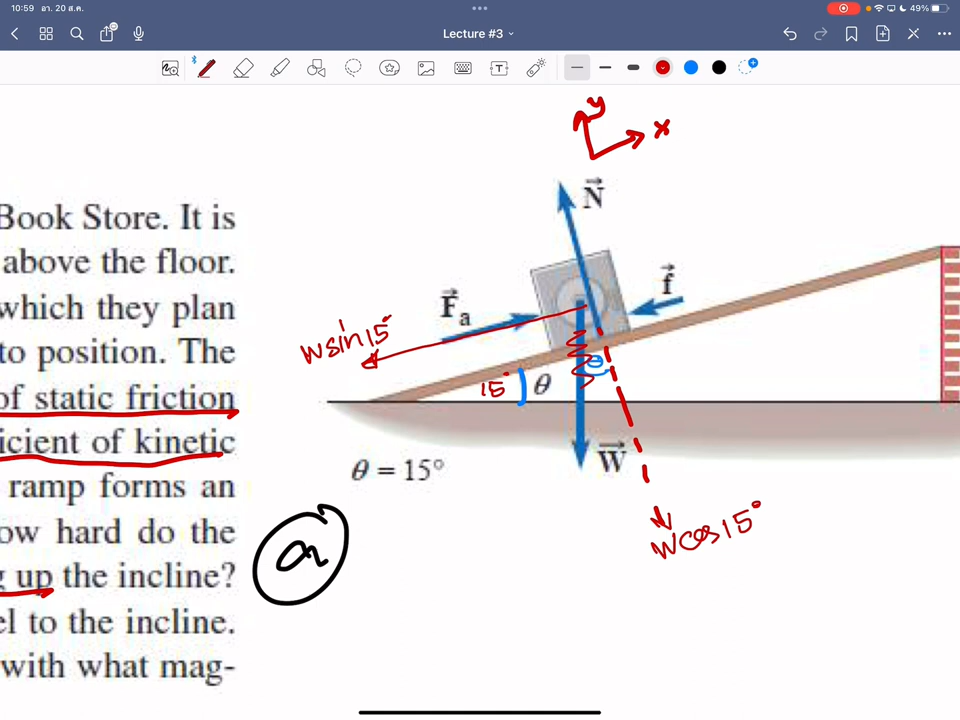 10:59 อา. 20 ส.ค.
49%
Lecture #3
T
y
x
Book Store. It is
above the floor.
which they plan
to position. The
of static friction
icient of kinetic
ramp forms an
ow hard do the
g up the incline?
el to the incline.
with what mag-
N
f
Fa
wsin15°
15°
θ
θ
W
θ = 15°
a
wcos15°